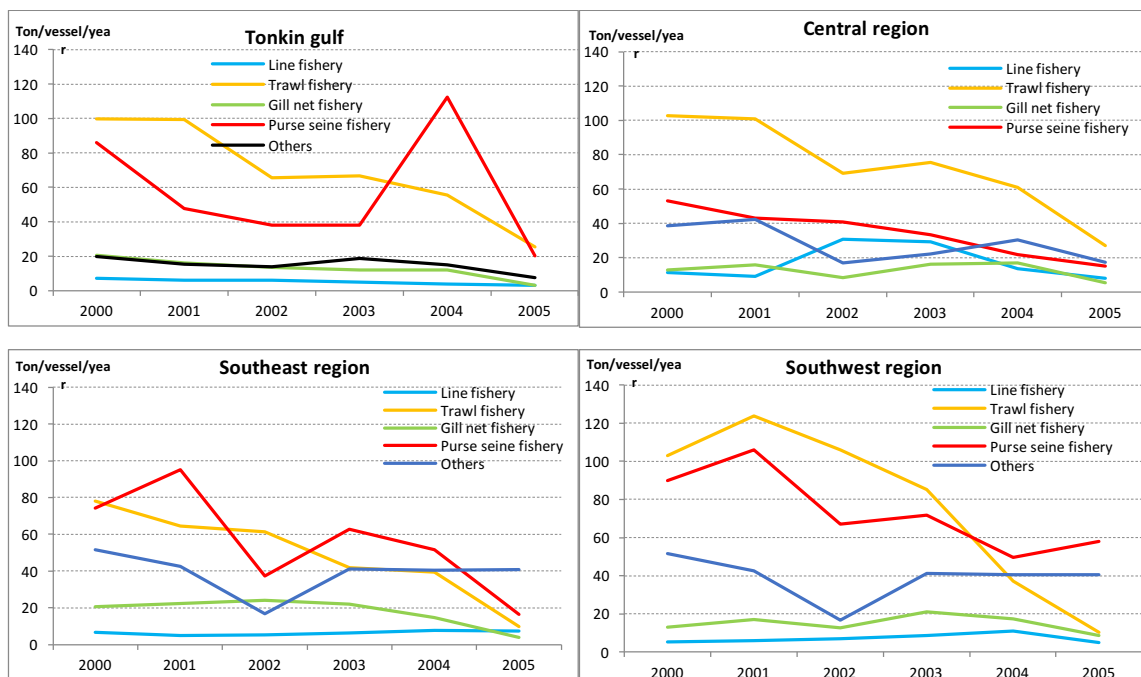 Ton/vessel/yea
r
Tonkin gulf
Line fishery
Trawl fishery
Gill net fishery
Purse seine fishery
Others
140
120
100
80
60
40
20
0
2000 2001 2002 2003 2004 2005
Ton/vessel/yea
r
Central region
Line fishery
Trawl fishery
Gill net fishery
Purse seine fishery
140
120
100
80
60
40
20
0
2000 2001 2002 2003 2004 2005
Ton/vessel/yea
r
Southeast region
Line fishery
Trawl fishery
Gill net fishery
Purse seine fishery
Others
140
120
100
80
60
40
20
0
2000 2001 2002 2003 2004 2005
Ton/vessel/yea
r
Southwest region
Line fishery
Trawl fishery
Gill net fishery
Purse seine fishery
Others
140
120
100
80
60
40
20
0
2000 2001 2002 2003 2004 2005